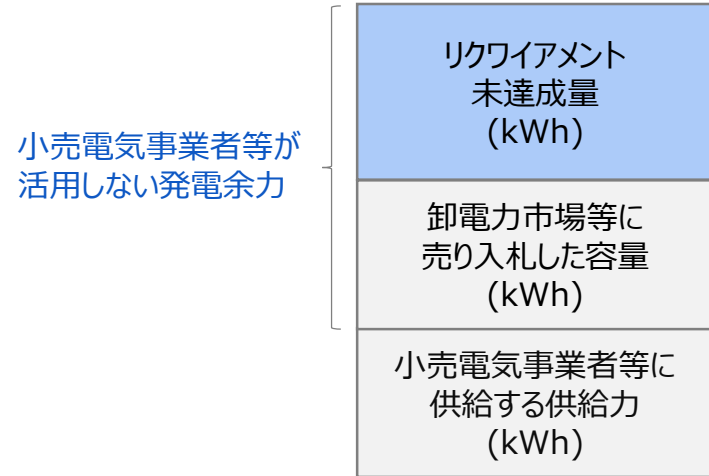 小売電気事業者等が
活用しない発電余力
リクワイアメント
未達成量
(kWh)
卸電力市場等に
売り入札した容量
(kWh)
小売電気事業者等に
供給する供給力
(kWh)